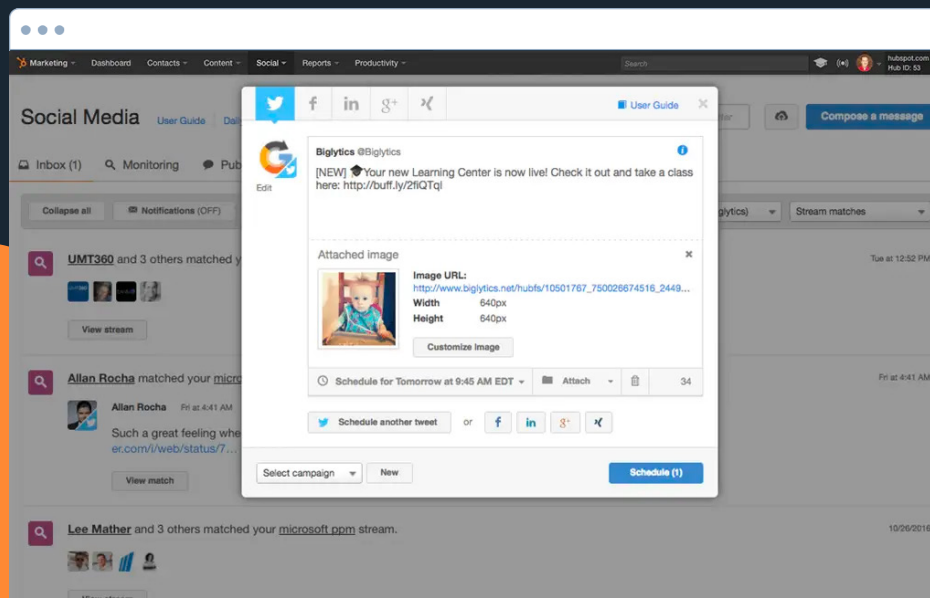 Marketing Dashboard Contacts Content Social Reports Productivity
Search
hubspot.com
Hub ID: 53
Social Media User Guide
User Guide
Compose a message
Inbox (1) Monitoring
Biglytics @Biglytics
[NEW] 🎓Your new Learning Center is now live! Check it out and take a class
here: http://buff.ly/2fiQTql
Edit
Collapse all Notifications (OFF)
Stream matches
Attached image
Image URL:
http://www.biglytics.net/hubfs/10501767_750026674516_2449...
Width 640px
Height 640px
Customize Image
UMT360 and 3 others matched y
Tue at 12:52 PM
View stream
Schedule for Tomorrow at 9:45 AM EDT Attach 34
Allan Rocha matched your micro
Fri at 4:41 AM
Allan Rocha Fri at 4:41 AM
Such a great feeling whe
er.com/i/web/status/7...
View match
Schedule another tweet or
Select campaign New Schedule (1)
Lee Mather and 3 others matched your microsoft ppm stream.
10/26/2016